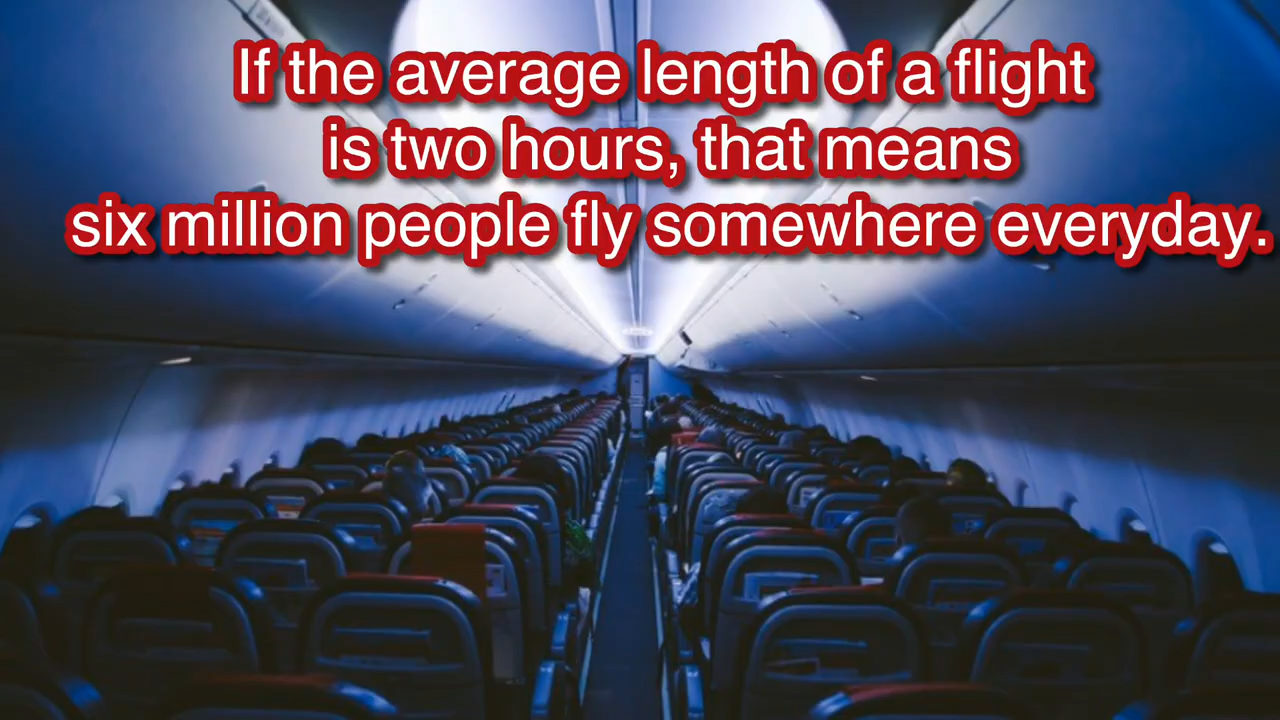 If the average length of a flight
is two hours, that means
six million people fly somewhere everyday.